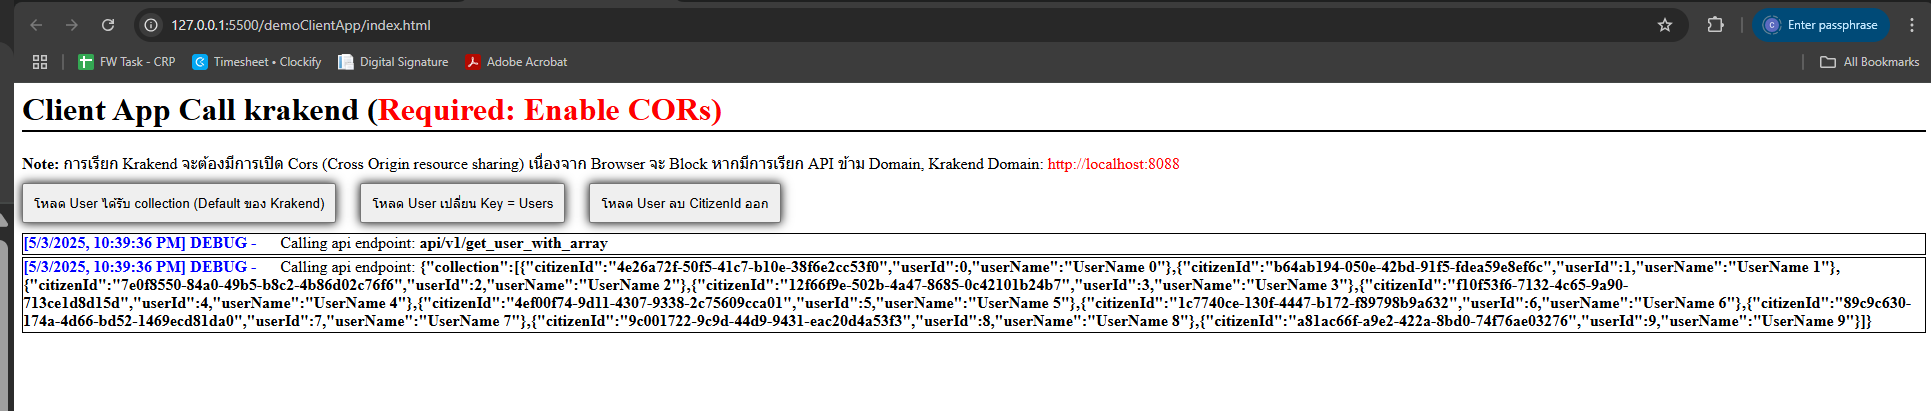 127.0.0.1:5500/demoClientApp/index.html
Enter passphrase
FW Task - CRP
Timesheet • Clockify
Digital Signature
Adobe Acrobat
All Bookmarks
Client App Call krakend (Required: Enable CORs)
Note: การเรียก Krakend จะต้องมีการเปิด Cors (Cross Origin resource sharing) เนื่องจาก Browser จะ Block หากมีการเรียก API ข้าม Domain, Krakend Domain: http://localhost:8088
โหลด User ได้รับ collection (Default ของ Krakend)
โหลด User เปลี่ยน Key = Users
โหลด User ลบ CitizenId ออก
[5/3/2025, 10:39:36 PM] DEBUG - Calling api endpoint: api/v1/get_user_with_array
[5/3/2025, 10:39:36 PM] DEBUG - Calling api endpoint: {"collection":[{"citizenId":"4e26a72f-50f5-41c7-b10e-38f6e2cc53f0","userId":0,"userName":"UserName 0"},{"citizenId":"b64ab194-050e-42bd-91f5-fdea59e8ef6c","userId":1,"userName":"UserName 1"},
{"citizenId":"7e0f8550-84a0-49b5-b8c2-4b86d02c76f6","userId":2,"userName":"UserName 2"},{"citizenId":"12f66f9e-502b-4a47-8685-0c42101b24b7","userId":3,"userName":"UserName 3"},{"citizenId":"f10f53f6-7132-4c65-9a90-
713ce1d8d15d","userId":4,"userName":"UserName 4"},{"citizenId":"4ef00f74-9d11-4307-9338-2c75609cca01","userId":5,"userName":"UserName 5"},{"citizenId":"1c7740ce-130f-4447-b172-f89798b9a632","userId":6,"userName":"UserName 6"},{"citizenId":"89c9c630-
174a-4d66-bd52-1469ecd81da0","userId":7,"userName":"UserName 7"},{"citizenId":"9c001722-9c9d-44d9-9431-eac20d4a53f3","userId":8,"userName":"UserName 8"},{"citizenId":"a81ac66f-a9e2-422a-8bd0-74f76ae03276","userId":9,"userName":"UserName 9"}]}